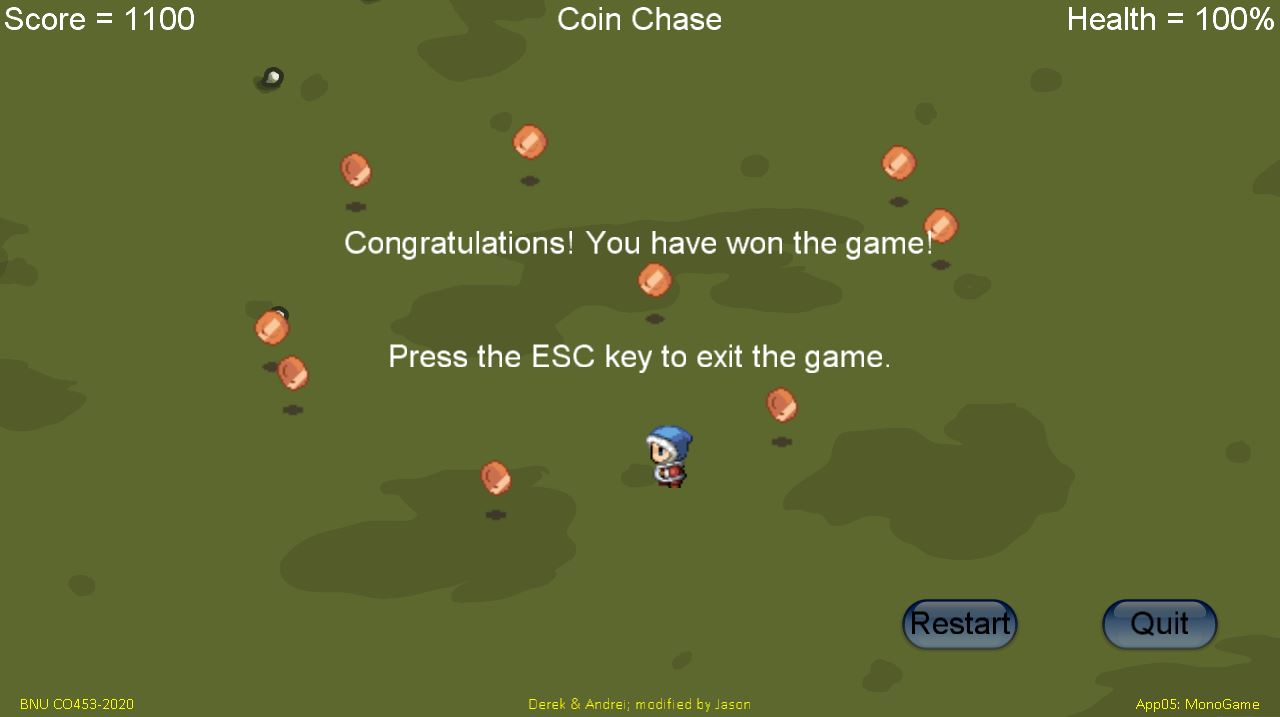 Score = 1100
Coin Chase
Health = 100%
Congratulations! You have won the game!
Press the ESC key to exit the game.
Restart
Quit
BNU CO453-2020
Derek & Andrei; modified by Jason
App05: MonoGame